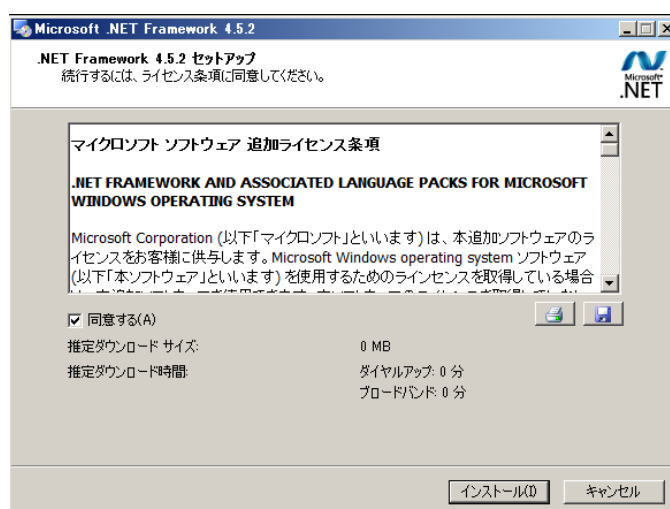 Microsoft .NET Framework 4.5.2
.NET Framework 4.5.2 セットアップ
続行するには、ライセンス条項に同意してください。
Microsoft®
.NET
マイクロソフト ソフトウェア 追加ライセンス条項
.NET FRAMEWORK AND ASSOCIATED LANGUAGE PACKS FOR MICROSOFT
WINDOWS OPERATING SYSTEM
Microsoft Corporation (以下「マイクロソフト」といいます) は、本追加ソフトウェアのラ
イセンスをお客様に供与します。Microsoft Windows operating system ソフトウェア
(以下「本ソフトウェア」といいます) を使用するためのラインセンスを取得している場合
同意する(A)
推定ダウンロード サイズ: 0 MB
推定ダウンロード時間: ダイヤルアップ: 0 分
ブロードバンド: 0 分
インストール(I) キャンセル